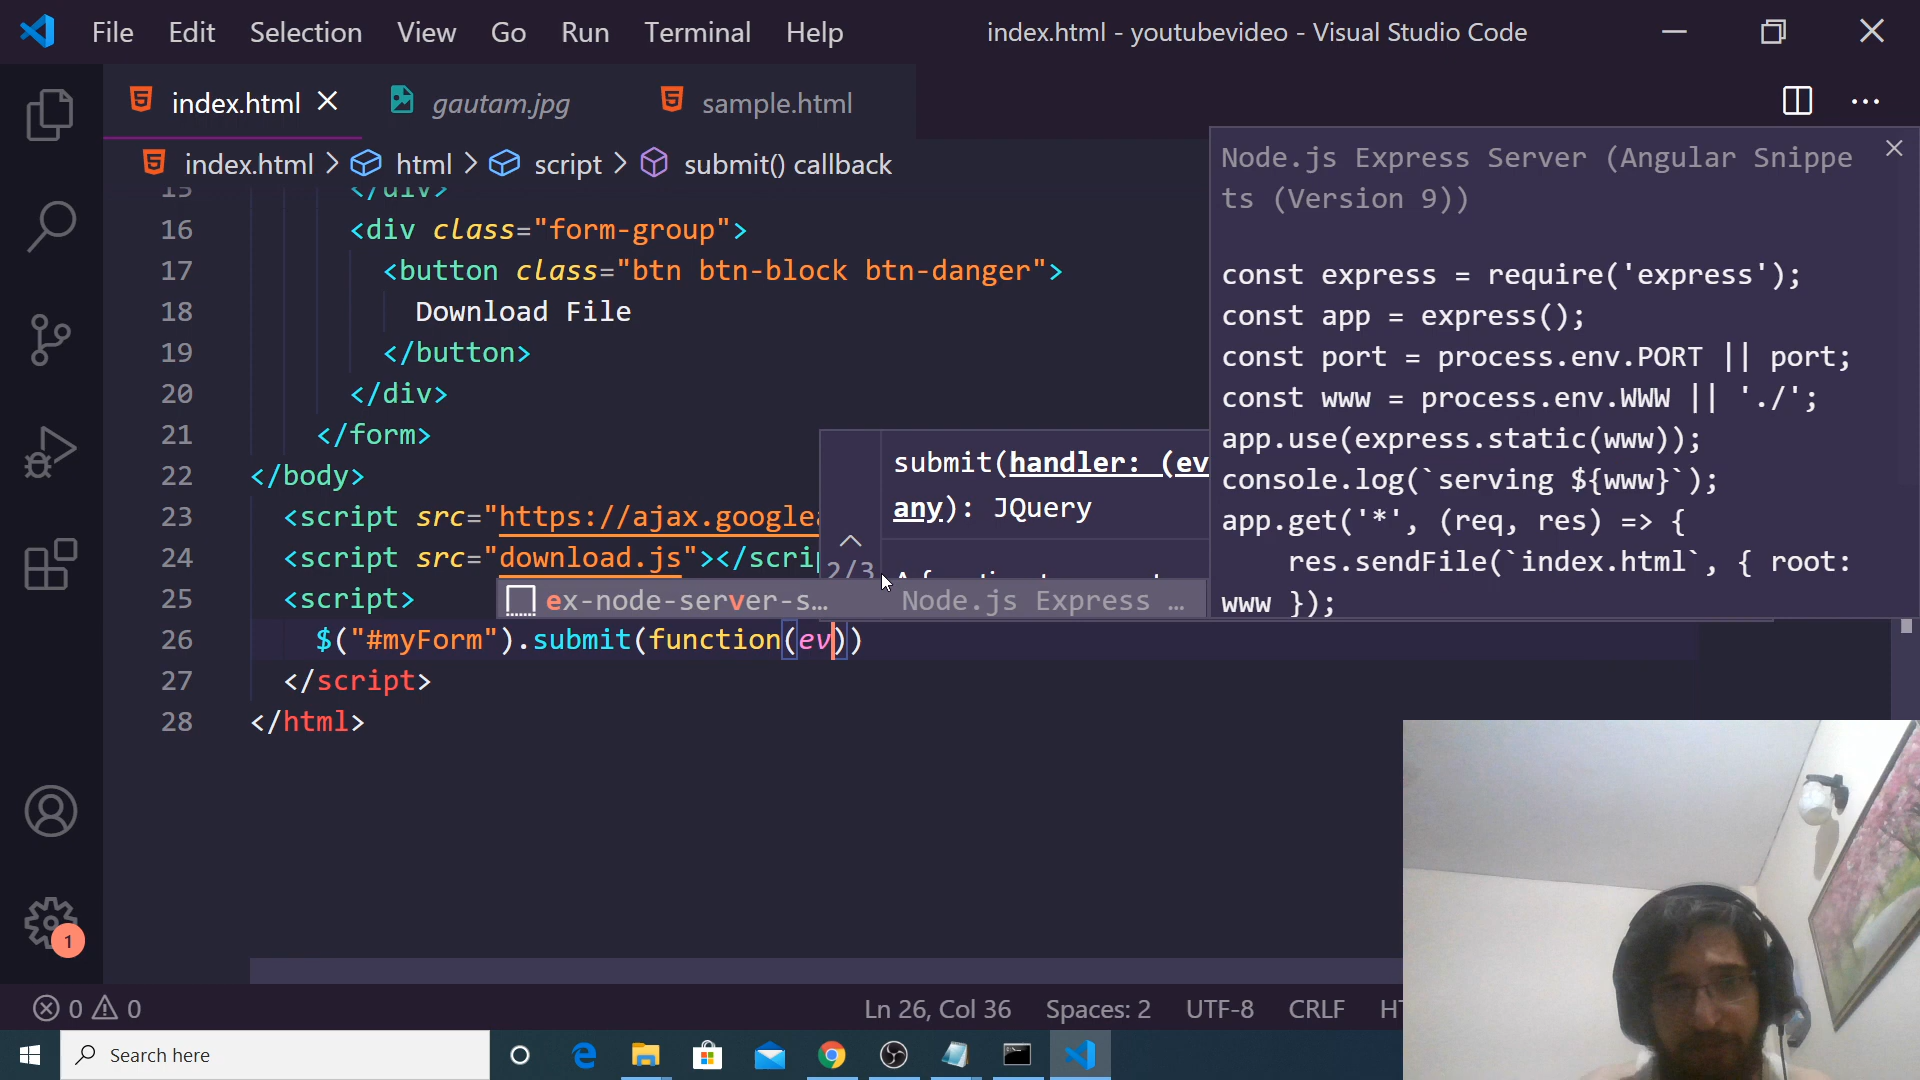 File Edit Selection View Go Run Terminal Help index.html - youtubevideo - Visual Studio Code
index.html gautam.jpg sample.html
index.html > html > script > submit() callback
15 </div>
16 <div class="form-group">
17 <button class="btn btn-block btn-danger">
18 Download File
19 </button>
20 </div>
21 </form>
22 </body>
23 <script src="https://ajax.googlea
24 <script src="download.js"></scrip
25 <script>
26 $("#myForm").submit(function(ev))
27 </script>
28 </html>
submit(handler: (ev
any): JQuery
2/3
ex-node-server-s… Node.js Express …
Node.js Express Server (Angular Snippe
ts (Version 9))
const express = require('express');
const app = express();
const port = process.env.PORT || port;
const www = process.env.WWW || './';
app.use(express.static(www));
console.log(`serving ${www}`);
app.get('*', (req, res) => {
res.sendFile(`index.html`, { root:
www });
1
0 0 Ln 26, Col 36 Spaces: 2 UTF-8 CRLF
Search here